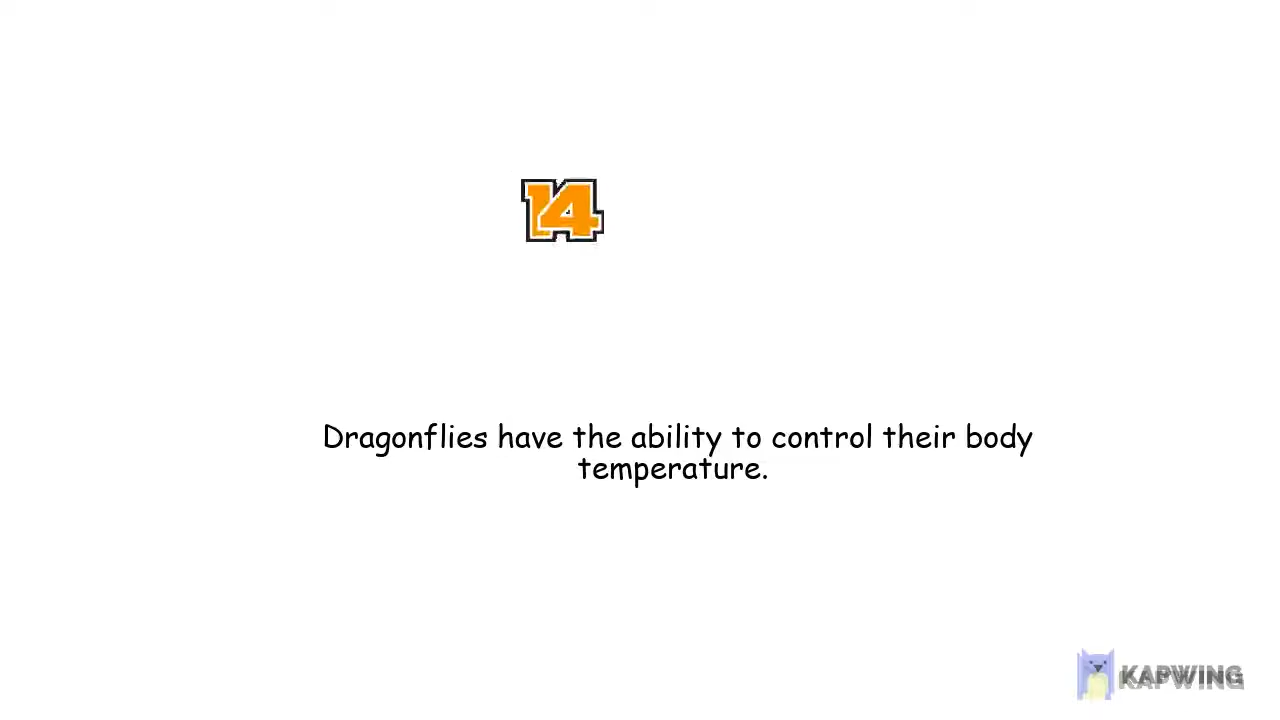 14
Dragonflies have the ability to control their body
temperature.
KAPWING